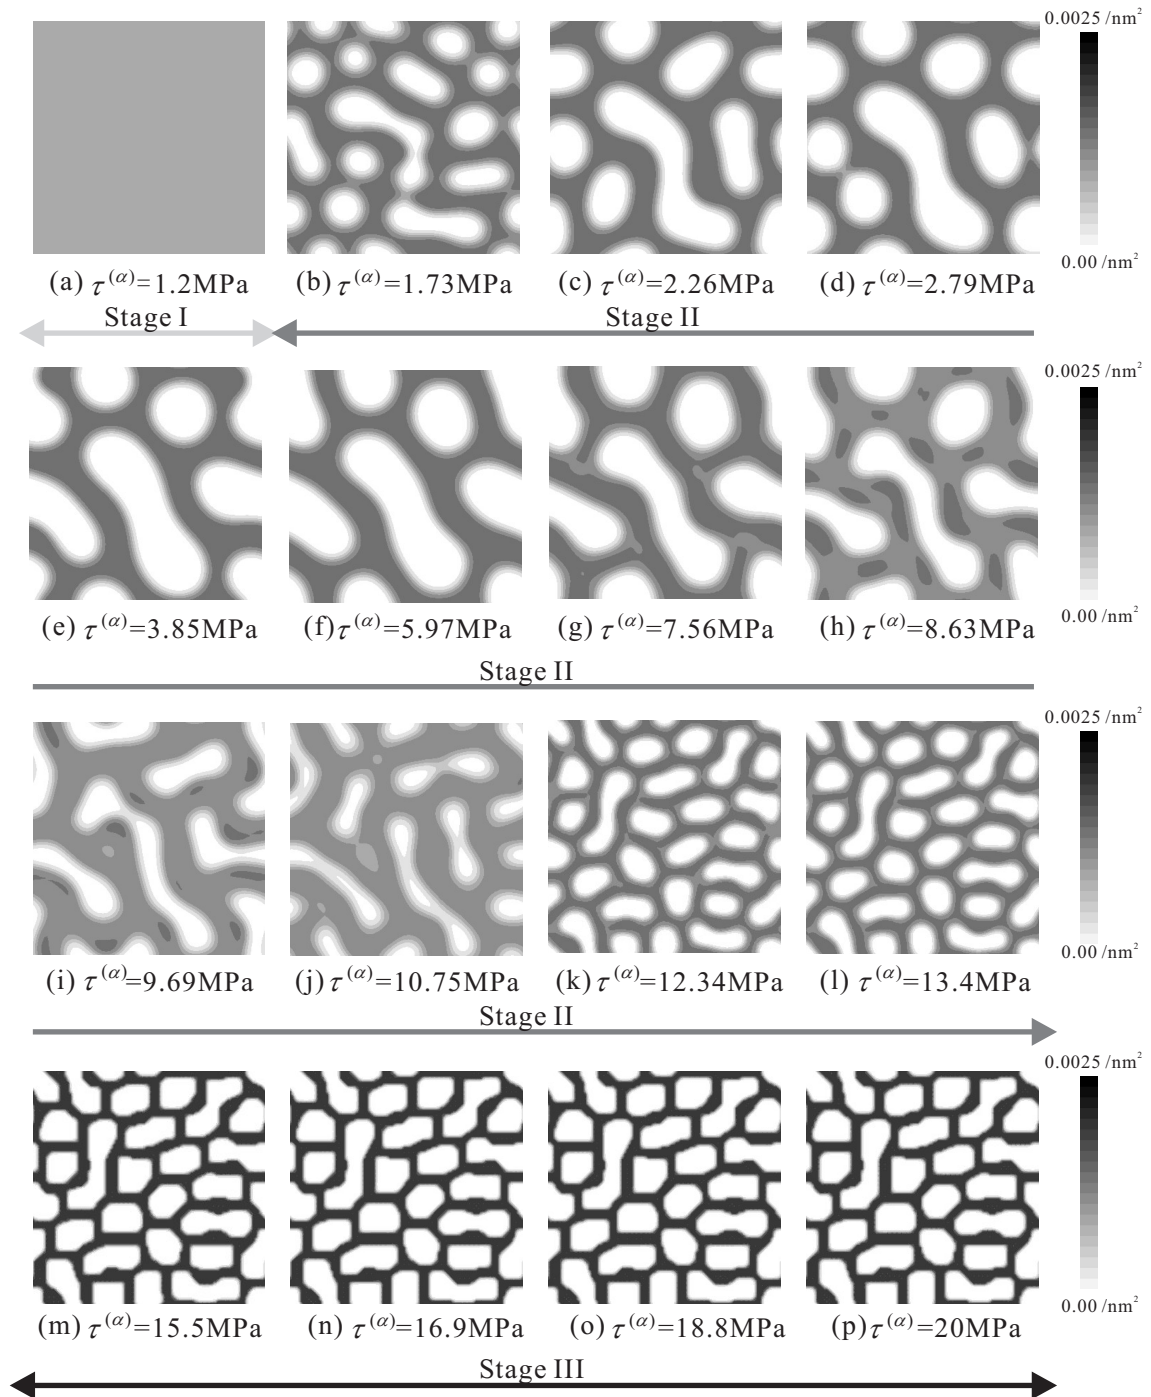 0.0025 /nm²
0.00 /nm²
(a) τ^(α)=1.2MPa (b) τ^(α)=1.73MPa (c) τ^(α)=2.26MPa (d) τ^(α)=2.79MPa
Stage I Stage II
0.0025 /nm²
0.00 /nm²
(e) τ^(α)=3.85MPa (f) τ^(α)=5.97MPa (g) τ^(α)=7.56MPa (h) τ^(α)=8.63MPa
Stage II
0.0025 /nm²
0.00 /nm²
(i) τ^(α)=9.69MPa (j) τ^(α)=10.75MPa (k) τ^(α)=12.34MPa (l) τ^(α)=13.4MPa
Stage II
0.0025 /nm²
0.00 /nm²
(m) τ^(α)=15.5MPa (n) τ^(α)=16.9MPa (o) τ^(α)=18.8MPa (p) τ^(α)=20MPa
Stage III